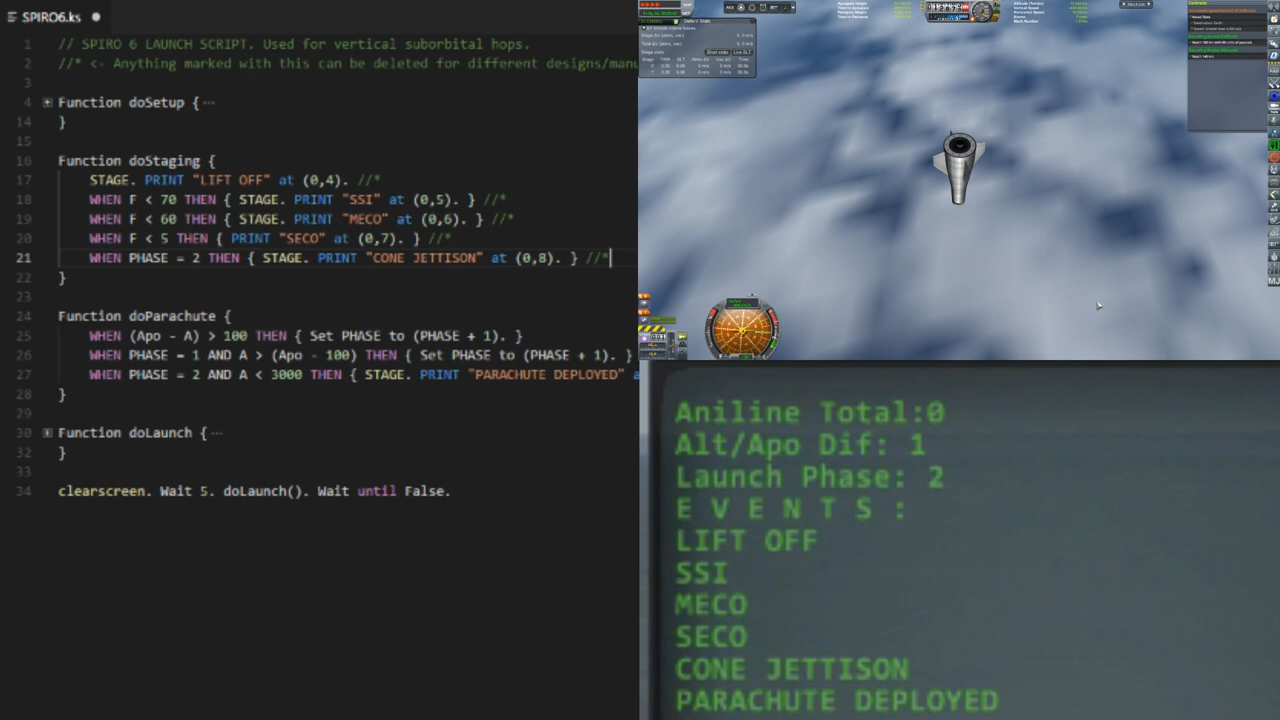 SPIRO6.ks
1 // SPIRO 6 LAUNCH SCRIPT. Used for vertical suborbital hops.
2 //* <- Anything marked with this can be deleted for different designs/manu
3
4 Function doSetup { ...
14 }
15
16 Function doStaging {
17 STAGE. PRINT "LIFT OFF" at (0,4). //*
18 WHEN F < 70 THEN { STAGE. PRINT "SSI" at (0,5). } //*
19 WHEN F < 60 THEN { STAGE. PRINT "MECO" at (0,6). } //*
20 WHEN F < 5 THEN { PRINT "SECO" at (0,7). } //*
21 WHEN PHASE = 2 THEN { STAGE. PRINT "CONE JETTISON" at (0,8). } //*
22 }
23
24 Function doParachute {
25 WHEN (Apo - A) > 100 THEN { Set PHASE to (PHASE + 1). }
26 WHEN PHASE = 1 AND A > (Apo - 100) THEN { Set PHASE to (PHASE + 1). }
27 WHEN PHASE = 2 AND A < 3000 THEN { STAGE. PRINT "PARACHUTE DEPLOYED" a
28 }
29
30 Function doLaunch { ...
32 }
33
34 clearscreen. Wait 5. doLaunch(). Wait until False.
MJ
Aniline Total:0
Alt/Apo Dif: 1
Launch Phase: 2
E V E N T S :
LIFT OFF
SSI
MECO
SECO
CONE JETTISON
PARACHUTE DEPLOYED